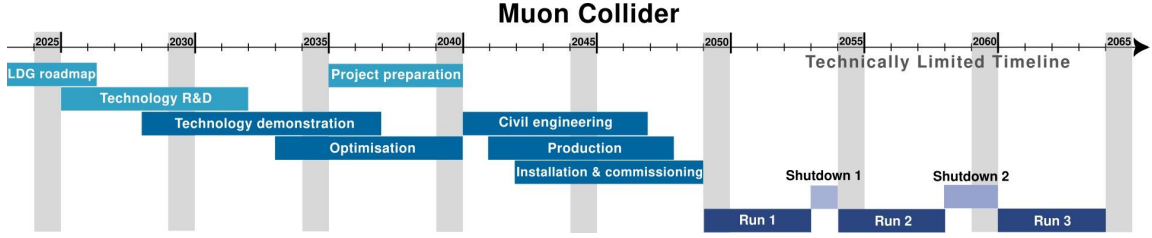 Muon Collider
2025 2030 2035 2040 2045 2050 2055 2060 2065
Technically Limited Timeline
LDG roadmap Project preparation
Technology R&D
Technology demonstration Civil engineering
Optimisation Production
Installation & commissioning
Shutdown 1 Shutdown 2
Run 1 Run 2 Run 3